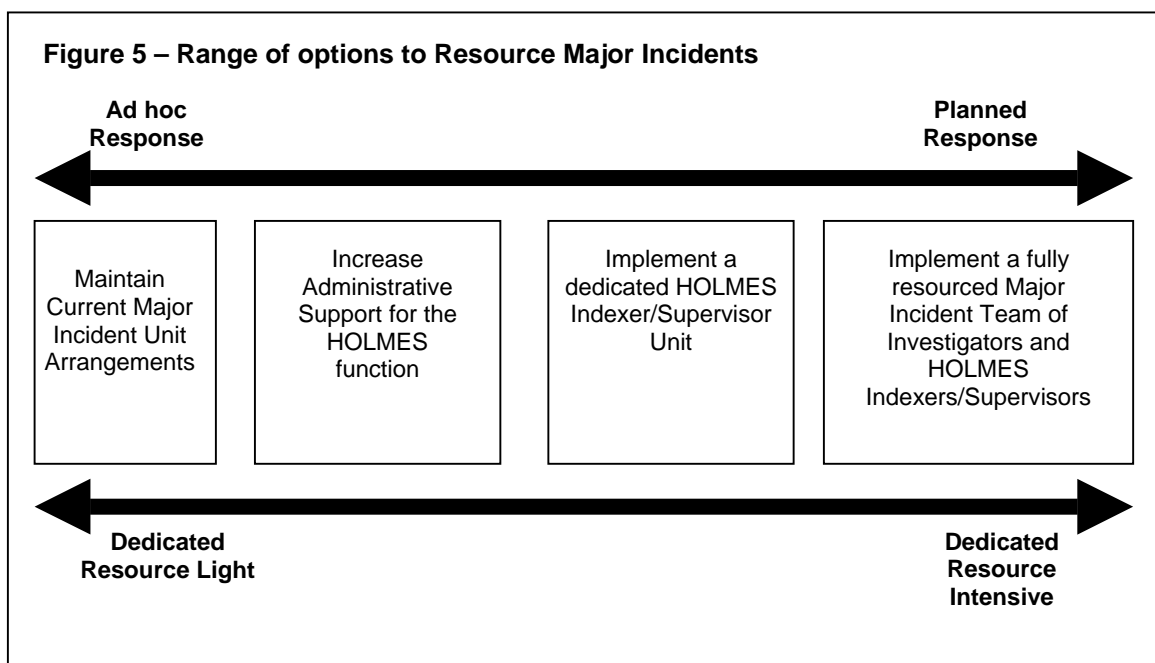 Figure 5 – Range of options to Resource Major Incidents
Ad hoc
Response
Planned
Response
Maintain
Current Major
Incident Unit
Arrangements
Increase
Administrative
Support for the
HOLMES
function
Implement a
dedicated HOLMES
Indexer/Supervisor
Unit
Implement a fully
resourced Major
Incident Team of
Investigators and
HOLMES
Indexers/Supervisors
Dedicated
Resource Light
Dedicated
Resource
Intensive